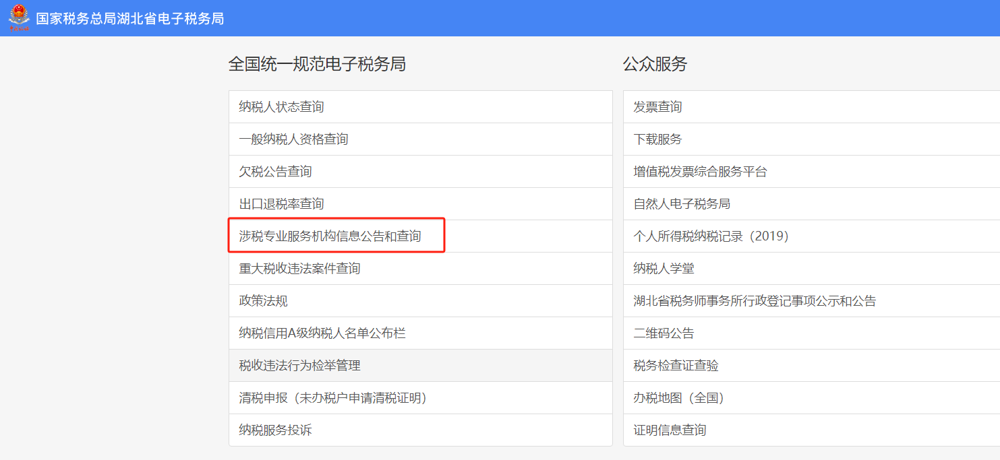 国家税务总局湖北省电子税务局
全国统一规范电子税务局
纳税人状态查询
一般纳税人资格查询
欠税公告查询
出口退税率查询
涉税专业服务机构信息公告和查询
重大税收违法案件查询
政策法规
纳税信用A级纳税人名单公布栏
税收违法行为检举管理
清税申报（未办税户申请清税证明）
纳税服务投诉
公众服务
发票查询
下载服务
增值税发票综合服务平台
自然人电子税务局
个人所得税纳税记录（2019）
纳税人学堂
湖北省税务师事务所行政登记事项公示和公告
二维码公告
税务检查证查验
办税地图（全国）
证明信息查询